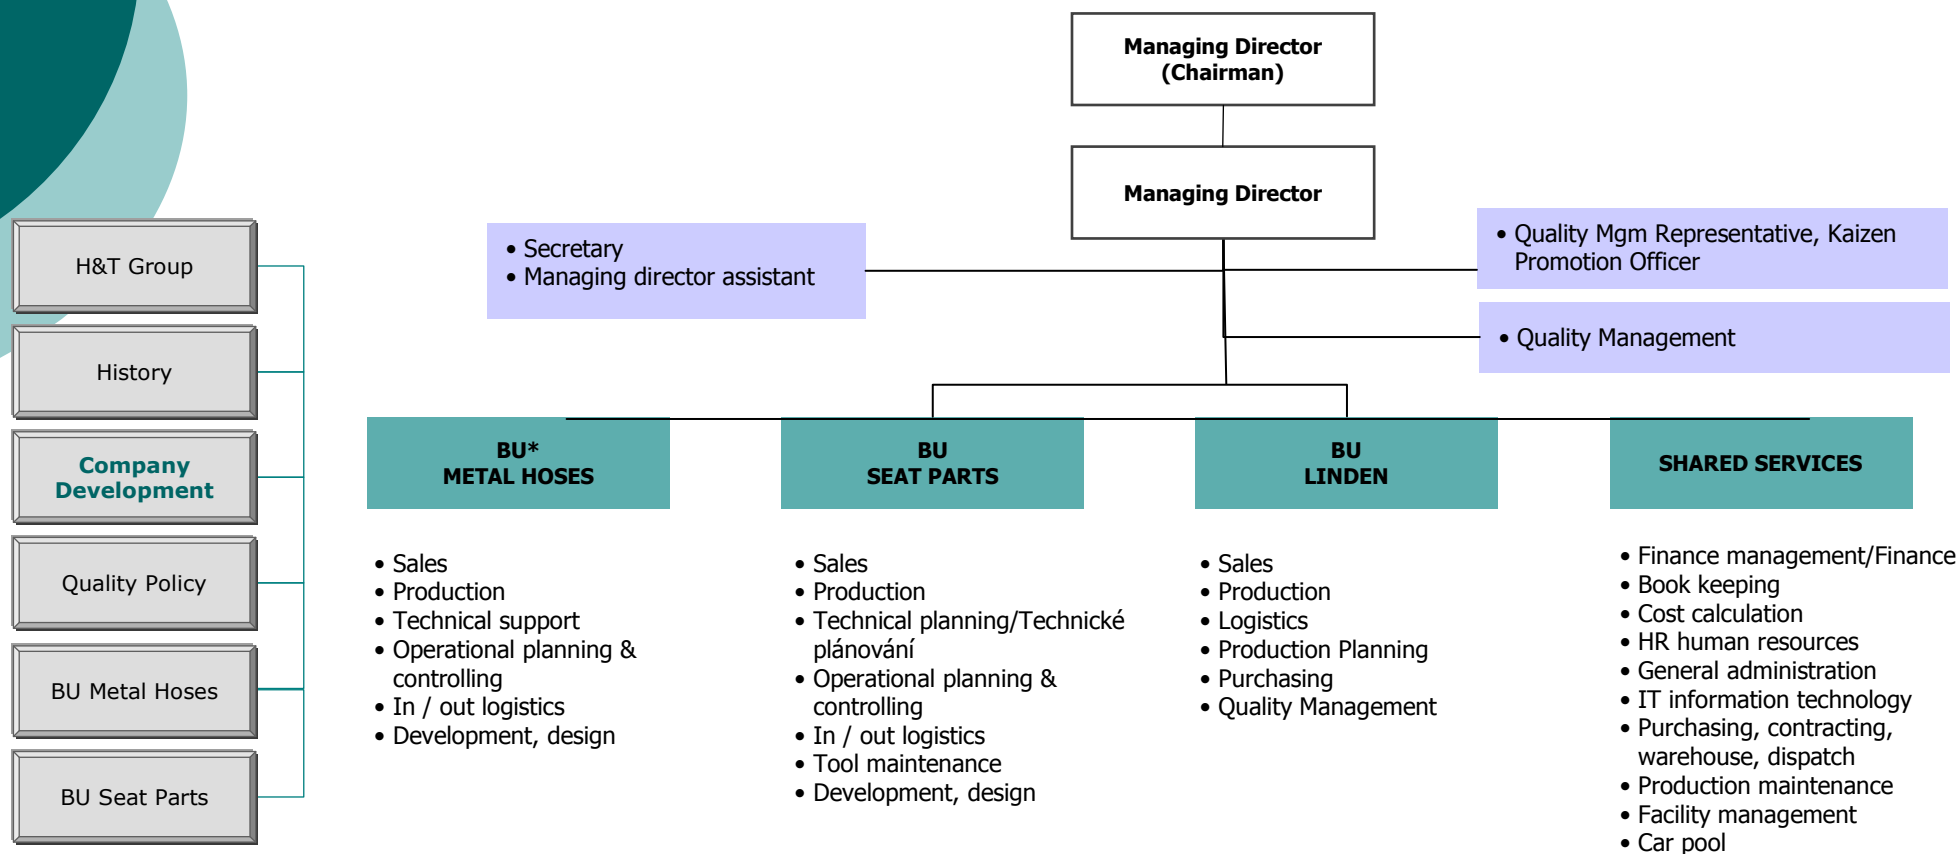 Managing Director
(Chairman)
Managing Director
• Secretary
• Managing director assistant
• Quality Mgm Representative, Kaizen
Promotion Officer
• Quality Management
H&T Group
History
Company
Development
Quality Policy
BU Metal Hoses
BU Seat Parts
BU*
METAL HOSES
• Sales
• Production
• Technical support
• Operational planning &
controlling
• In / out logistics
• Development, design
BU
SEAT PARTS
• Sales
• Production
• Technical planning/Technické
plánování
• Operational planning &
controlling
• In / out logistics
• Tool maintenance
• Development, design
BU
LINDEN
• Sales
• Production
• Logistics
• Production Planning
• Purchasing
• Quality Management
SHARED SERVICES
• Finance management/Finance
• Book keeping
• Cost calculation
• HR human resources
• General administration
• IT information technology
• Purchasing, contracting,
warehouse, dispatch
• Production maintenance
• Facility management
• Car pool